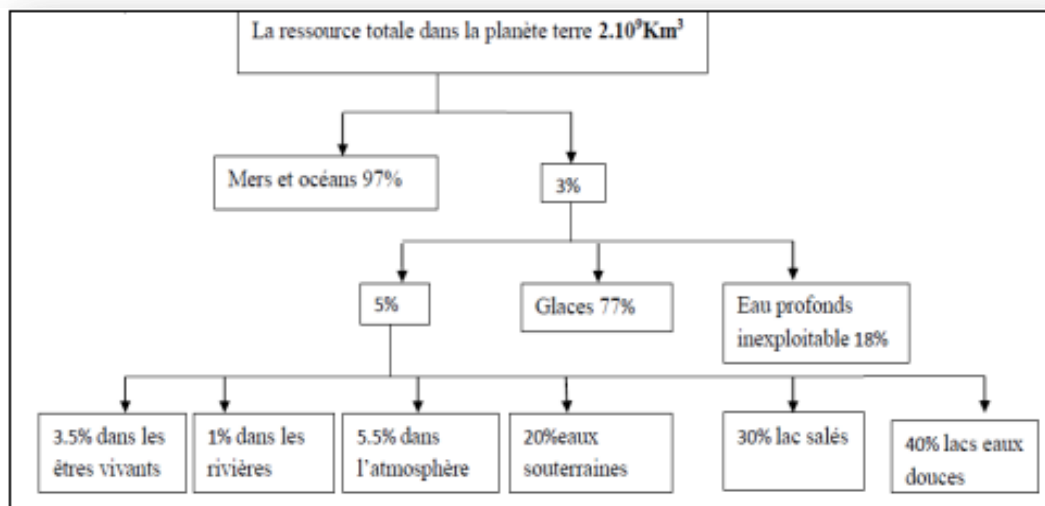 La ressource totale dans la planète terre 2.10⁹Km³
Mers et océans 97%
3%
5%
Glaces 77%
Eau profonds
inexploitable 18%
3.5% dans les
êtres vivants
1% dans les
rivières
5.5% dans
l’atmosphère
20%eaux
souterraines
30% lac salés
40% lacs eaux
douces